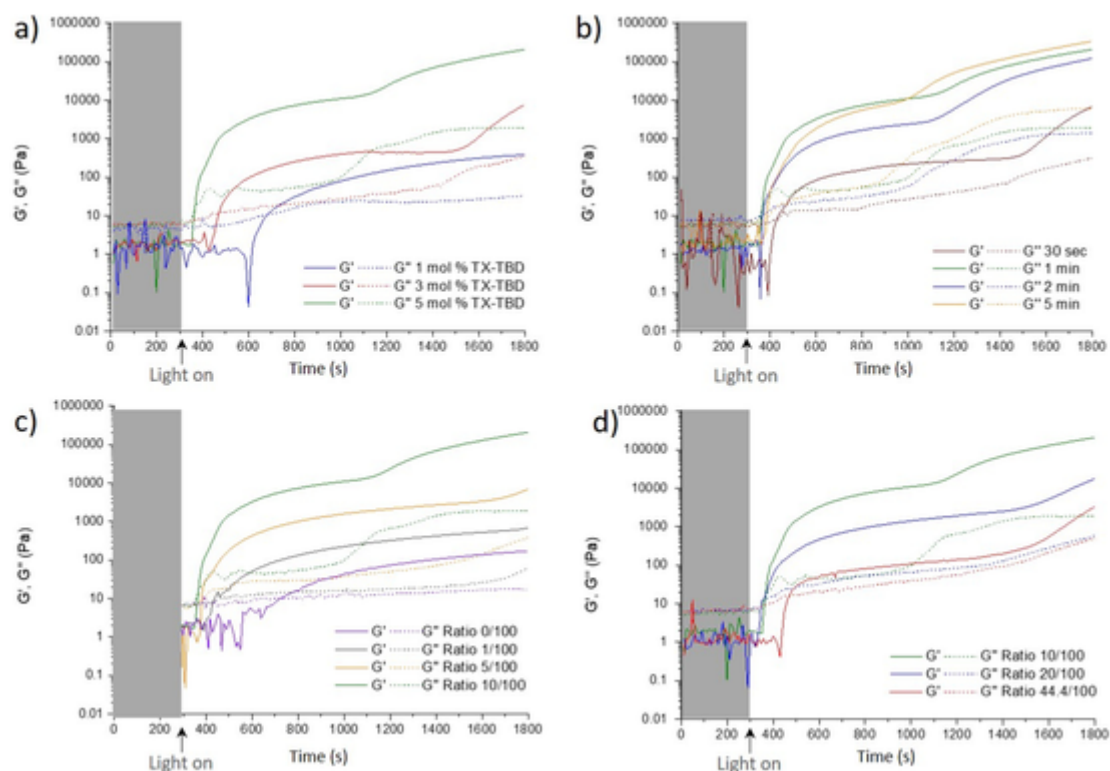 a)
1000000
100000
10000
1000
100
10
1
0.1
0.01
G', G'' (Pa)
G' G'' 1 mol % TX-TBD
G' G'' 3 mol % TX-TBD
G' G'' 5 mol % TX-TBD
0 200 400 600 800 1000 1200 1400 1600 1800
Time (s)
Light on
b)
1000000
100000
10000
1000
100
10
1
0.1
0.01
G', G'' (Pa)
G' G'' 30 sec
G' G'' 1 min
G' G'' 2 min
G' G'' 5 min
0 200 400 600 800 1000 1200 1400 1600 1800
Time (s)
Light on
c)
1000000
100000
10000
1000
100
10
1
0.1
0.01
G', G'' (Pa)
G' G'' Ratio 0/100
G' G'' Ratio 1/100
G' G'' Ratio 5/100
G' G'' Ratio 10/100
0 200 400 600 800 1000 1200 1400 1600 1800
Time (s)
Light on
d)
1000000
100000
10000
1000
100
10
1
0.1
0.01
G', G'' (Pa)
G' G'' Ratio 10/100
G' G'' Ratio 20/100
G' G'' Ratio 44.4/100
0 200 400 600 800 1000 1200 1400 1600 1800
Time (s)
Light on